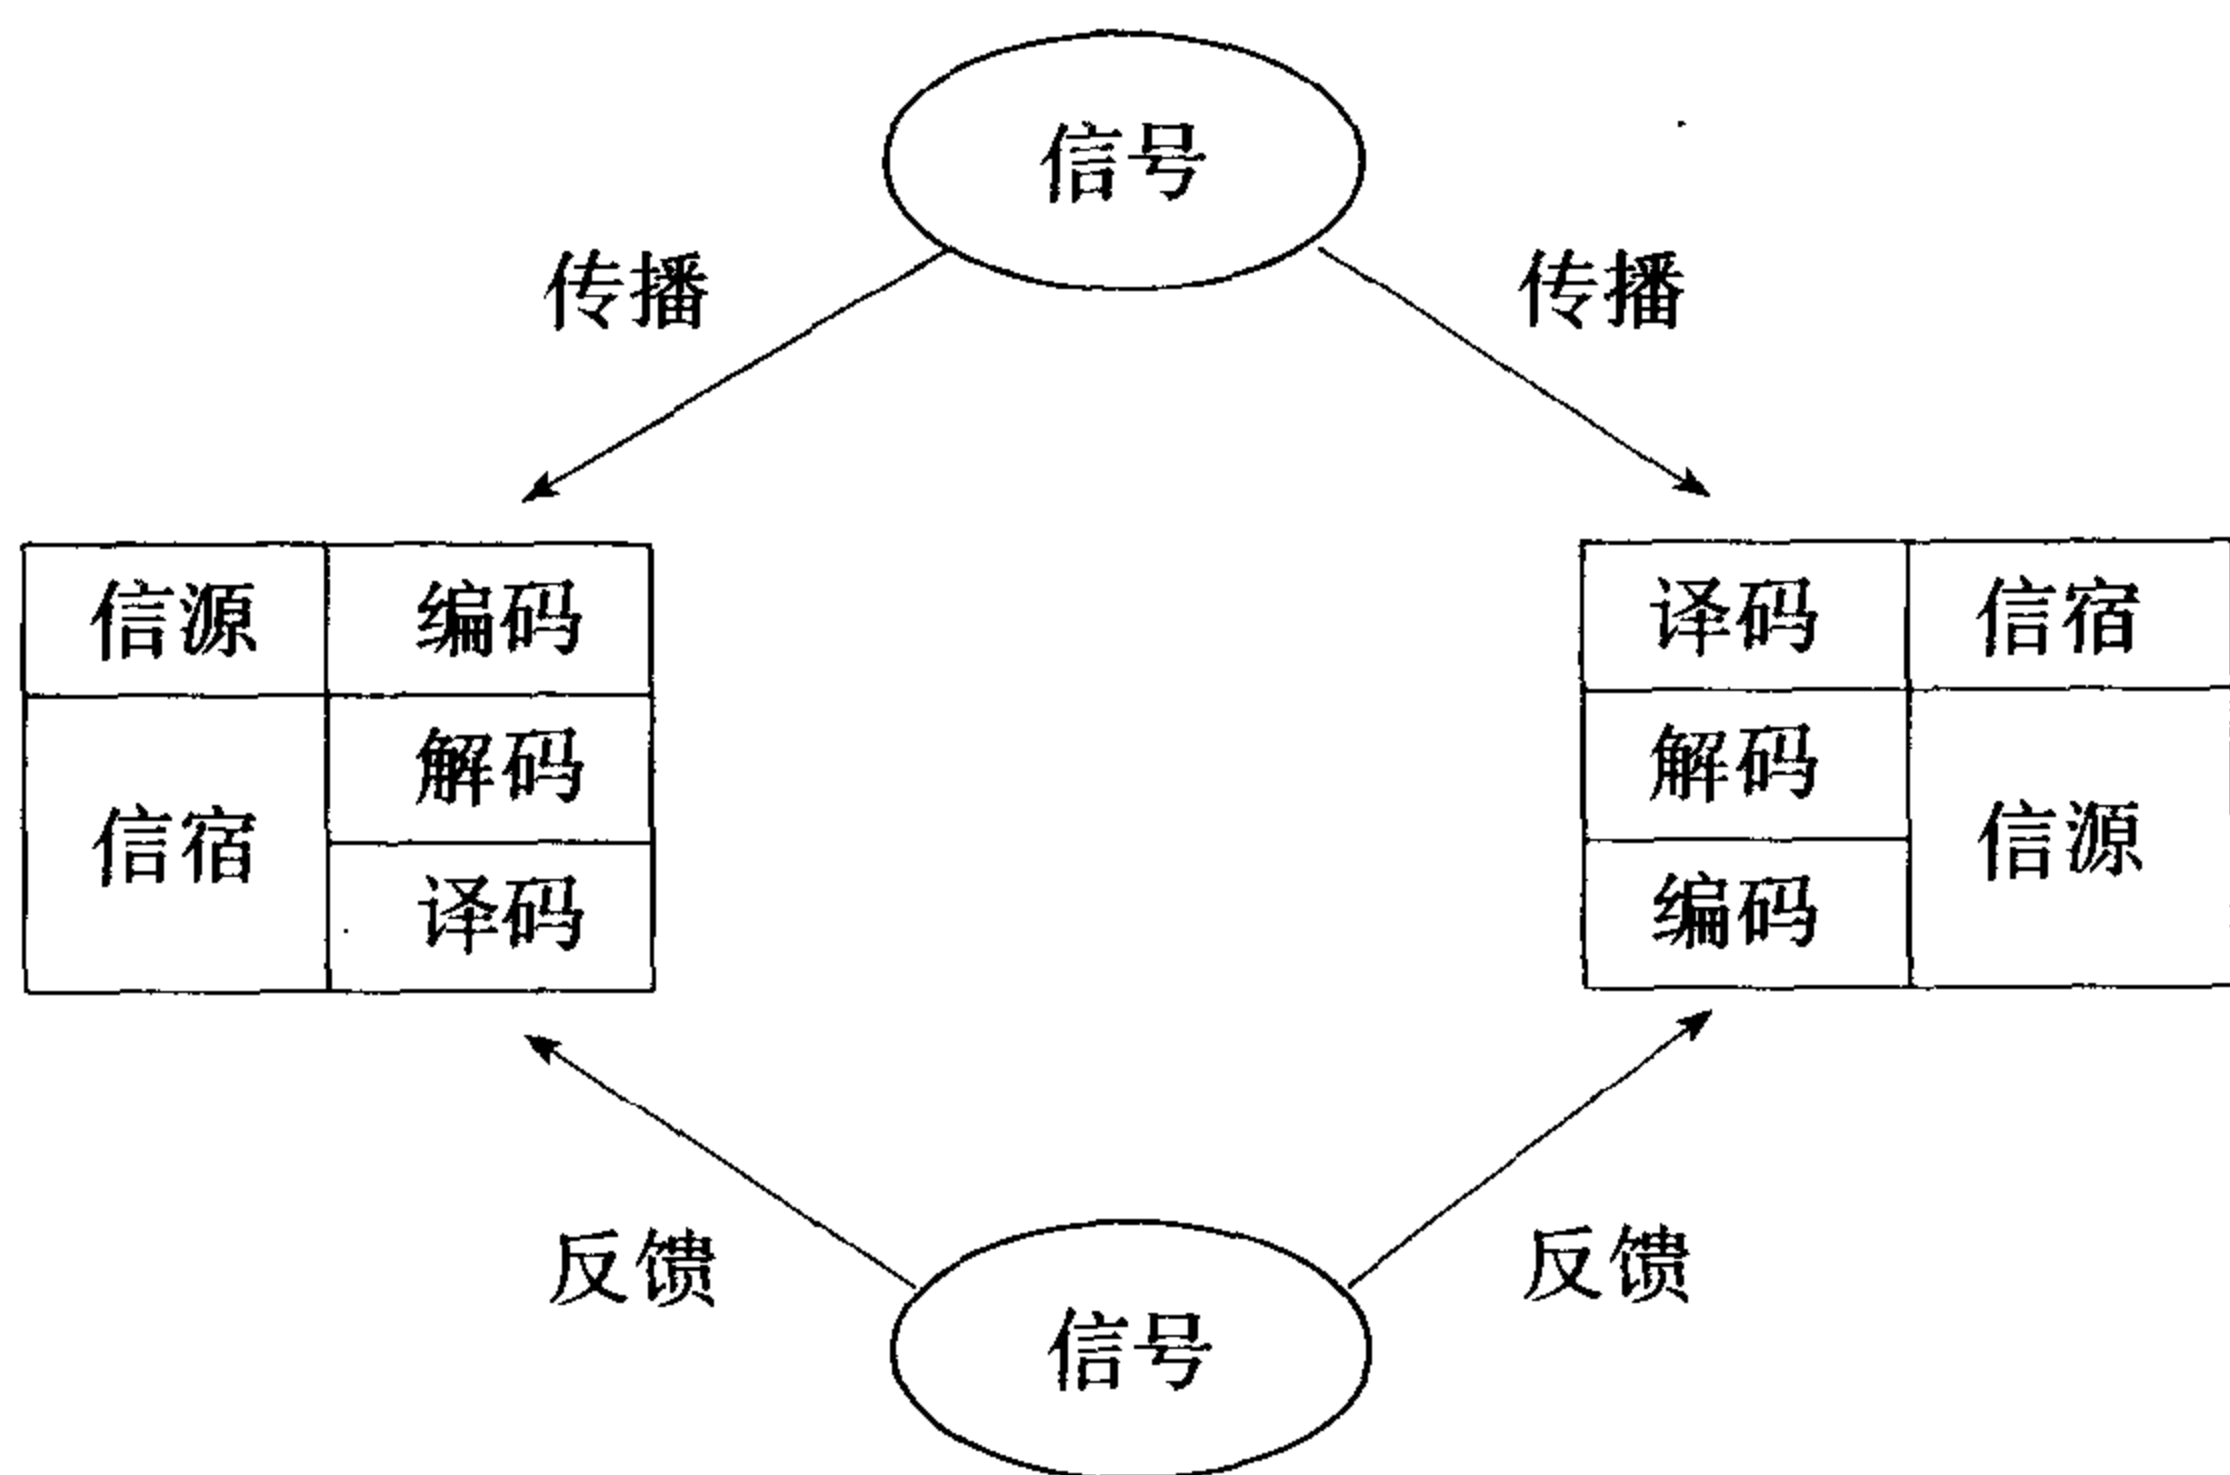 信号
传播 传播
信源 编码 译码 信宿
解码 解码
信宿 信源
译码 编码
反馈 反馈
信号